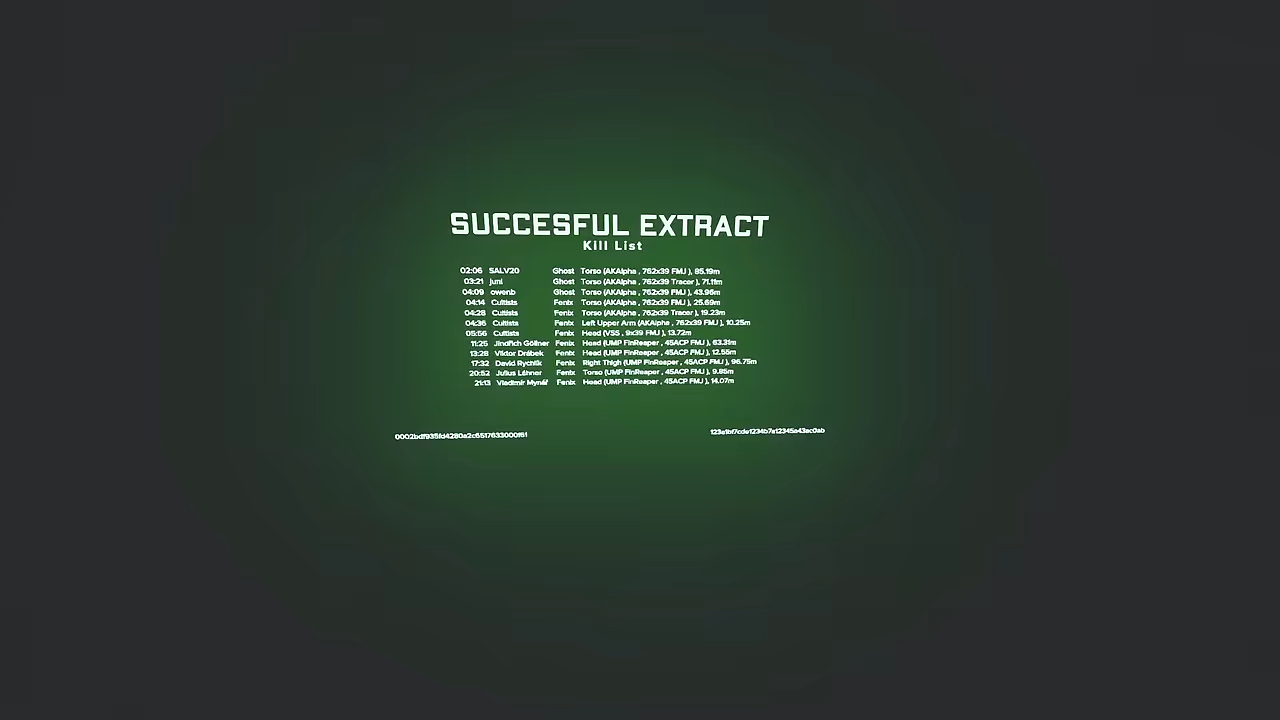 SUCCESFUL EXTRACT
Kill List
02:06 SALV20 Ghost Torso (AKAlpha , 762x39 FMJ ), 85.19m
03:21 juni Ghost Torso (AKAlpha , 762x39 Tracer ), 71.11m
04:09 owenb Ghost Torso (AKAlpha , 762x39 FMJ ), 43.96m
04:14 Cultists Fenix Torso (AKAlpha , 762x39 FMJ ), 25.69m
04:28 Cultists Fenix Torso (AKAlpha , 762x39 Tracer ), 19.23m
04:36 Cultists Fenix Left Upper Arm (AKAlpha , 762x39 FMJ ), 10.25m
05:56 Cultists Fenix Head (VSS , 9x39 FMJ ), 13.72m
11:25 Jindřich Göllner Fenix Head (UMP FinReaper , 45ACP FMJ ), 63.31m
13:28 Viktor Drábek Fenix Head (UMP FinReaper , 45ACP FMJ ), 12.55m
17:32 David Rychlík Fenix Right Thigh (UMP FinReaper , 45ACP FMJ ), 96.75m
20:52 Julius Léhner Fenix Torso (UMP FinReaper , 45ACP FMJ ), 9.85m
21:13 Vladimír Mynář Fenix Head (UMP FinReaper , 45ACP FMJ ), 14.07m